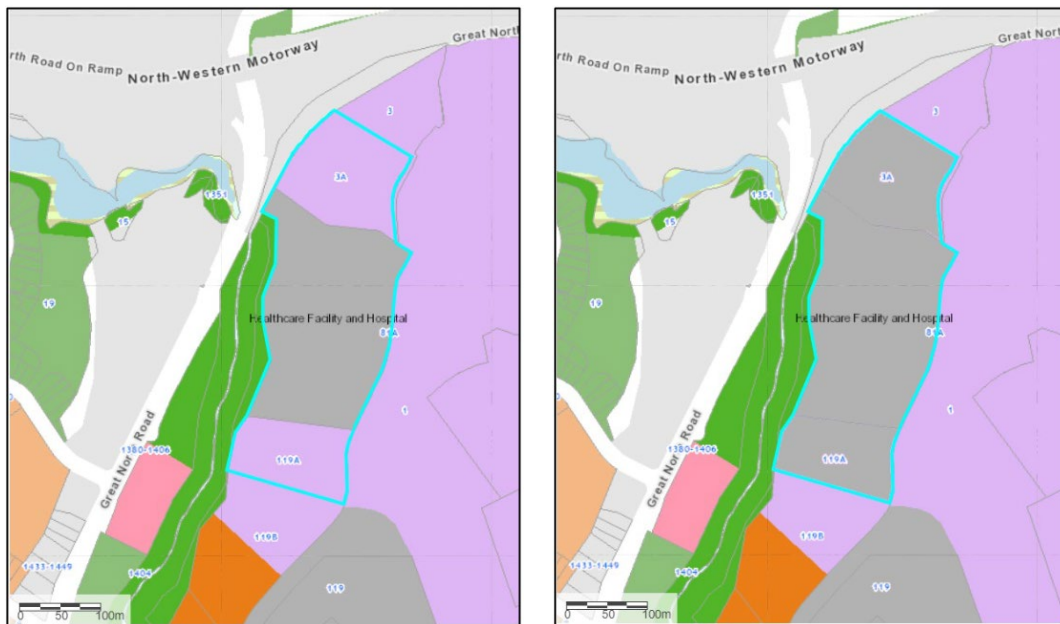 Great North
rth Road On Ramp
North-Western Motorway
3
3A
1351
15
19
Healthcare Facility and Hospital
81A
1
Great North Road
1380-1406
119A
119B
1433-1449
1404
119
0 50 100m
Great North
rth Road On Ramp
North-Western Motorway
3
3A
1351
15
19
Healthcare Facility and Hospital
81A
1
Great North Road
1380-1406
119A
119B
1433-1449
1404
119
0 50 100m